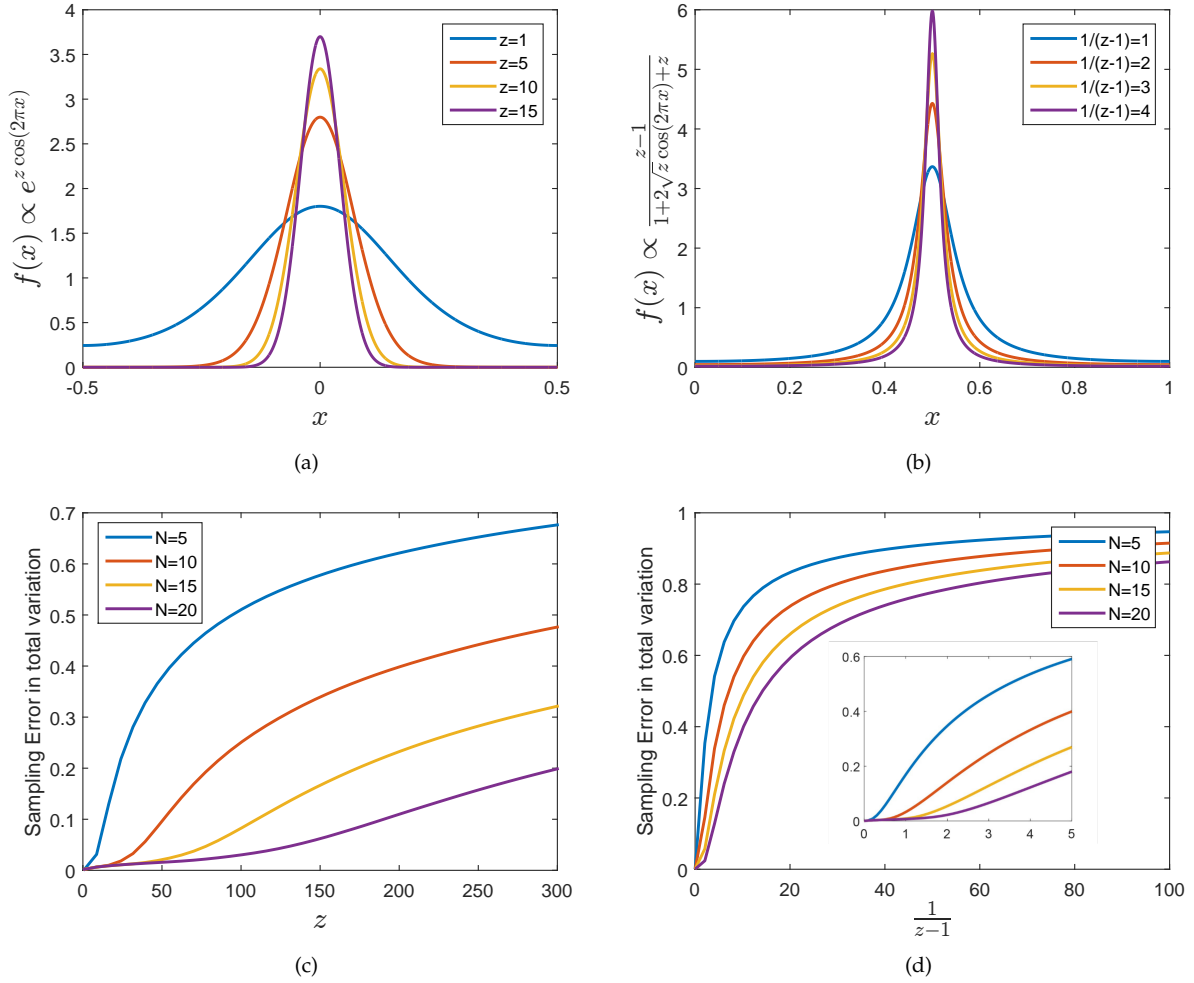 4
3.5
3
2.5
2
1.5
1
0.5
0
-0.5
0
0.5
f(x) ∝ e^{z cos(2πx)}
x
z=1
z=5
z=10
z=15
(a)
6
5
4
3
2
1
0
0
0.2
0.4
0.6
0.8
1
f(x) ∝ \frac{z−1}{1+2√z cos(2πx)+z}
x
1/(z-1)=1
1/(z-1)=2
1/(z-1)=3
1/(z-1)=4
(b)
0.7
0.6
0.5
0.4
0.3
0.2
0.1
0
0
50
100
150
200
250
300
Sampling Error in total variation
z
N=5
N=10
N=15
N=20
(c)
1
0.8
0.6
0.4
0.2
0
0
20
40
60
80
100
Sampling Error in total variation
\frac{1}{z−1}
N=5
N=10
N=15
N=20
0.6
0.4
0.2
0
0
1
2
3
4
5
(d)